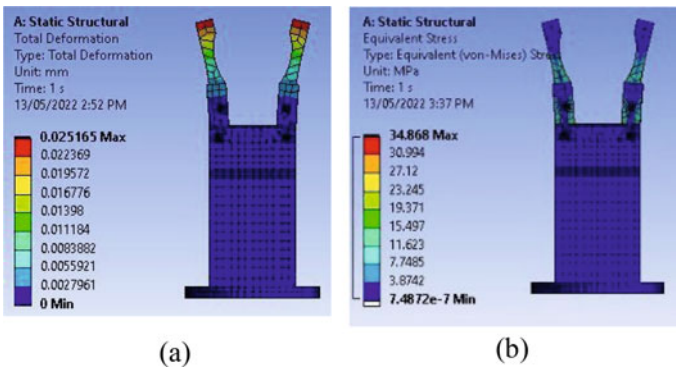 A: Static Structural
Total Deformation
Type: Total Deformation
Unit: mm
Time: 1 s
13/05/2022 2:52 PM
0.025165 Max
0.022369
0.019572
0.016776
0.01398
0.011184
0.0083882
0.0055921
0.0027961
0 Min
(a)
A: Static Structural
Equivalent Stress
Type: Equivalent (von-Mises) Stress
Unit: MPa
Time: 1 s
13/05/2022 3:37 PM
34.868 Max
30.994
27.12
23.245
19.371
15.497
11.623
7.7485
3.8742
7.4872e-7 Min
(b)